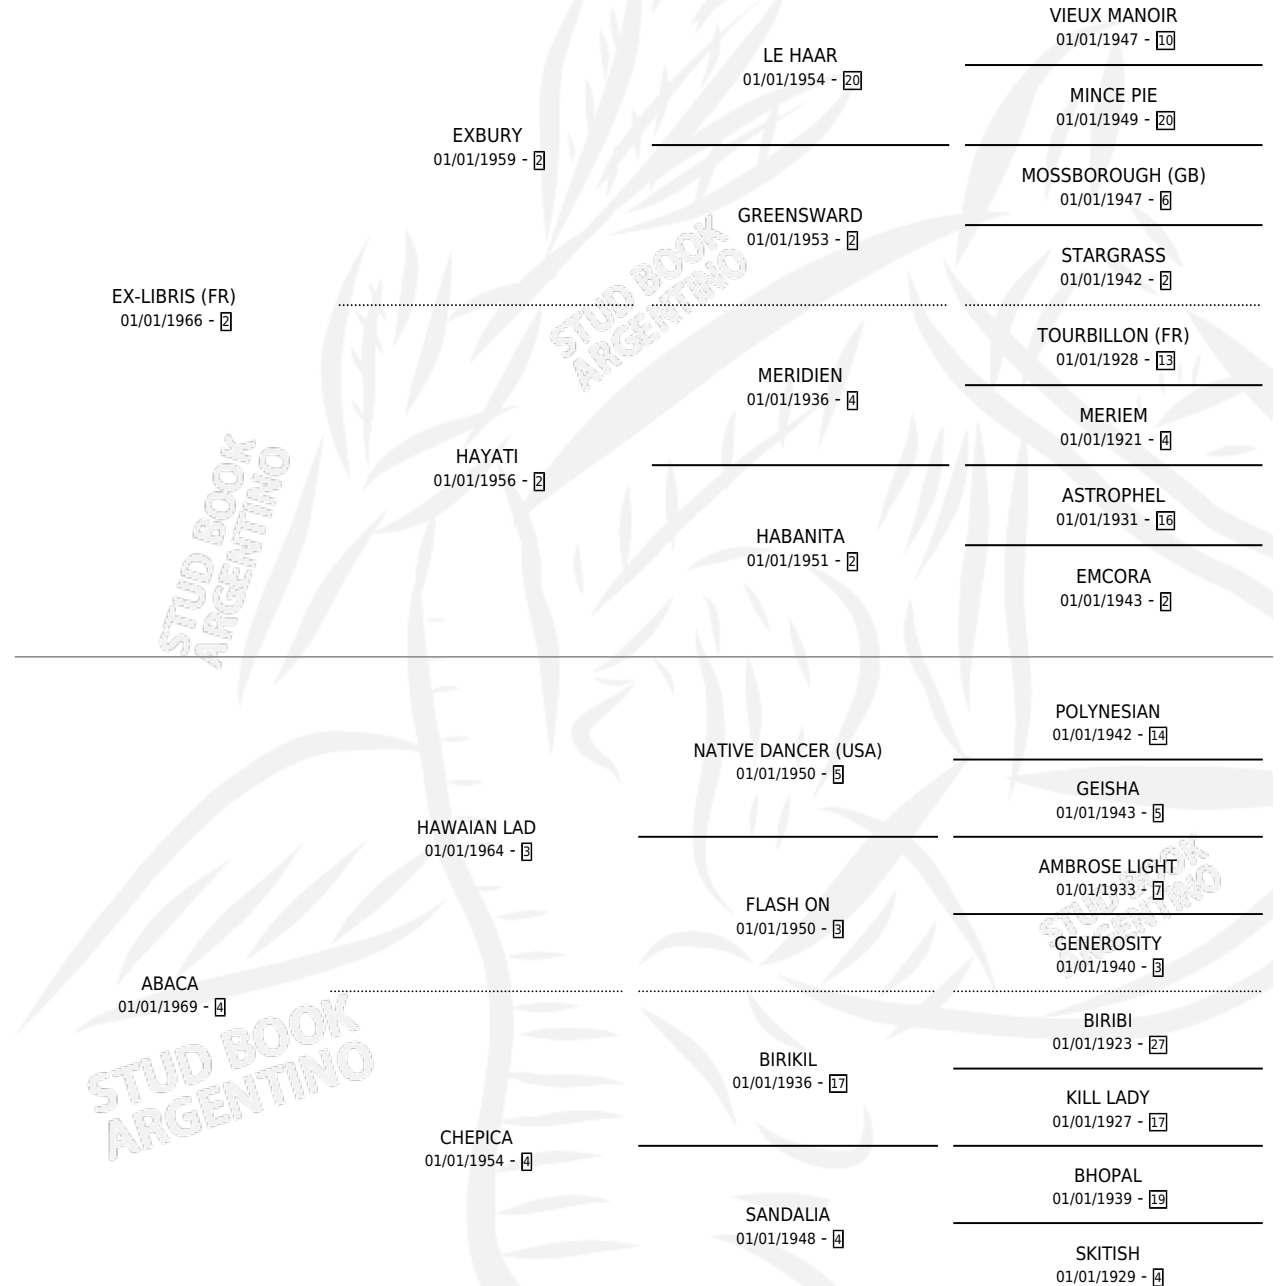 VIEUX MANOIR
01/01/1947 - 10
LE HAAR
01/01/1954 - 20
MINCE PIE
01/01/1949 - 20
EXBURY
01/01/1959 - 2
MOSSBOROUGH (GB)
01/01/1947 - 6
GREENSWARD
01/01/1953 - 2
STARGRASS
01/01/1942 - 2
EX-LIBRIS (FR)
01/01/1966 - 2
TOURBILLON (FR)
01/01/1928 - 13
MERIDIEN
01/01/1936 - 4
MERIEM
01/01/1921 - 4
HAYATI
01/01/1956 - 2
ASTROPHEL
01/01/1931 - 16
HABANITA
01/01/1951 - 2
EMCORA
01/01/1943 - 2
POLYNESIAN
01/01/1942 - 14
NATIVE DANCER (USA)
01/01/1950 - 5
GEISHA
01/01/1943 - 5
HAWAIAN LAD
01/01/1964 - 3
AMBROSE LIGHT
01/01/1933 - 7
FLASH ON
01/01/1950 - 3
GENEROSITY
01/01/1940 - 3
ABACA
01/01/1969 - 4
BIRIBI
01/01/1923 - 27
BIRIKIL
01/01/1936 - 17
KILL LADY
01/01/1927 - 17
CHEPICA
01/01/1954 - 4
BHOPAL
01/01/1939 - 19
SANDALIA
01/01/1948 - 4
SKITISH
01/01/1929 - 4
STUD BOOK
ARGENTINO
STUD BOOK
ARGENTINO
STUD BOOK
ARGENTINO
STUD BOOK
ARGENTINO